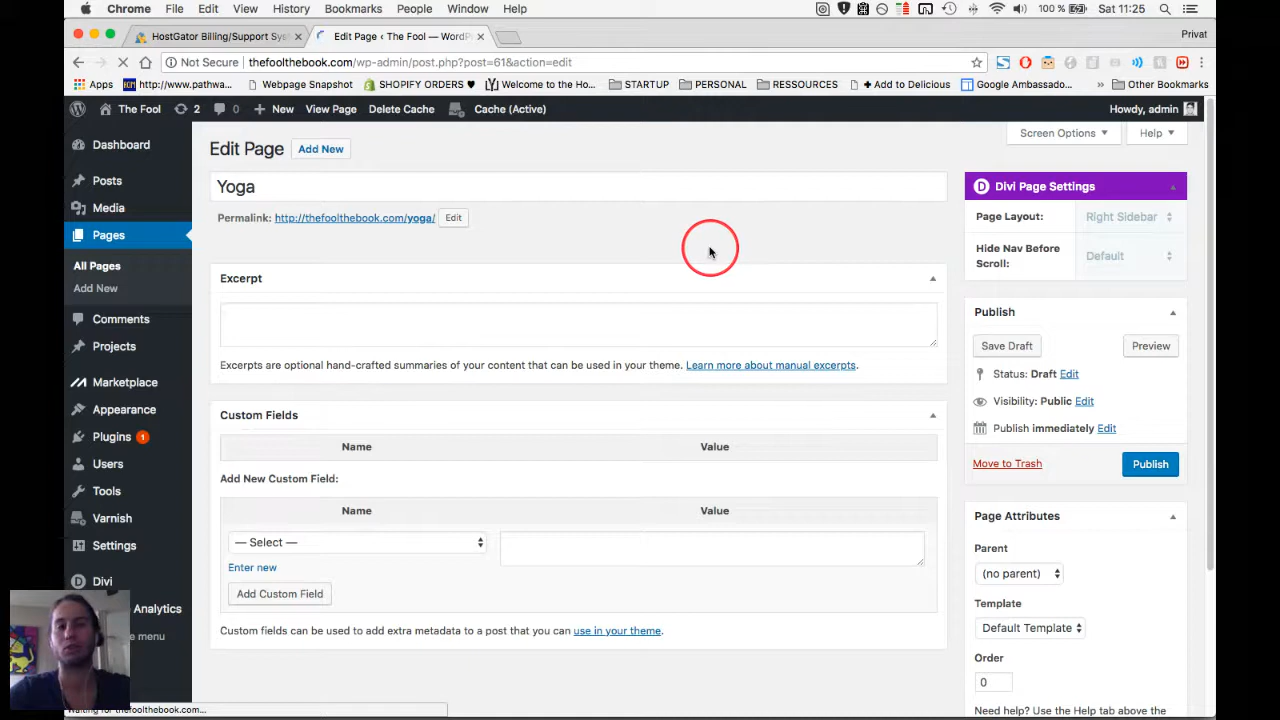 Chrome File Edit View History Bookmarks People Window Help 100 % Sat 11:25
HostGator Billing/Support Sys × Edit Page ‹ The Fool — WordPr × Privat
Not Secure thefoolthebook.com/wp-admin/post.php?post=61&action=edit
Apps http://www.pathwa... Webpage Snapshot SHOPIFY ORDERS ♥ Welcome to the Ho... STARTUP PERSONAL RESSOURCES + Add to Delicious Google Ambassado... » Other Bookmarks
The Fool 2 0 + New View Page Delete Cache Cache (Active) Howdy, admin
Screen Options Help
Dashboard
Posts
Media
Pages
All Pages
Add New
Comments
Projects
Marketplace
Appearance
Plugins 1
Users
Tools
Varnish
Settings
Divi
Analytics
se menu
Edit Page Add New
Yoga
Permalink: http://thefoolthebook.com/yoga/ Edit
Excerpt
Excerpts are optional hand-crafted summaries of your content that can be used in your theme. Learn more about manual excerpts.
Custom Fields
Name Value
Add New Custom Field:
Name Value
— Select —
Enter new
Add Custom Field
Custom fields can be used to add extra metadata to a post that you can use in your theme.
Divi Page Settings
Page Layout: Right Sidebar
Hide Nav Before Scroll: Default
Publish
Save Draft Preview
Status: Draft Edit
Visibility: Public Edit
Publish immediately Edit
Move to Trash Publish
Page Attributes
Parent
(no parent)
Template
Default Template
Order
0
Need help? Use the Help tab above the
Waiting for thefoolthebook.com...